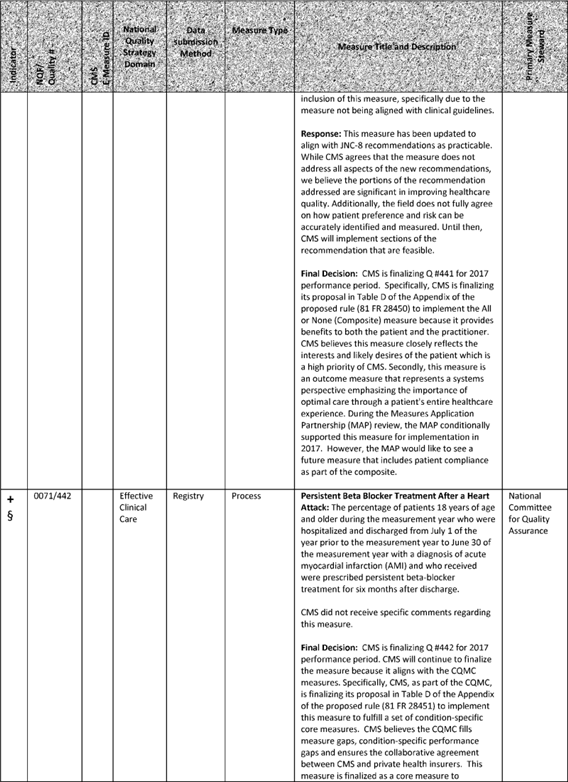 Indicator
NQF/
Quality #
CMS
E-Measure ID
National
Quality
Strategy
Domain
Data
submission
Method
Measure Type
Measure Title and Description
Primary Measure
Steward
inclusion of this measure, specifically due to the
measure not being aligned with clinical guidelines.
Response: This measure has been updated to
align with JNC-8 recommendations as practicable.
While CMS agrees that the measure does not
address all aspects of the new recommendations,
we believe the portions of the recommendation
addressed are significant in improving healthcare
quality. Additionally, the field does not fully agree
on how patient preference and risk can be
accurately identified and measured. Until then,
CMS will implement sections of the
recommendation that are feasible.
Final Decision: CMS is finalizing Q #441 for 2017
performance period. Specifically, CMS is finalizing
its proposal in Table D of the Appendix of the
proposed rule (81 FR 28450) to implement the All
or None (Composite) measure because it provides
benefits to both the patient and the practitioner.
CMS believes this measure closely reflects the
interests and likely desires of the patient which is
a high priority of CMS. Secondly, this measure is
an outcome measure that represents a systems
perspective emphasizing the importance of
optimal care through a patient's entire healthcare
experience. During the Measures Application
Partnership (MAP) review, the MAP conditionally
supported this measure for implementation in
2017. However, the MAP would like to see a
future measure that includes patient compliance
as part of the composite.
+
§
0071/442
Effective
Clinical
Care
Registry
Process
Persistent Beta Blocker Treatment After a Heart
Attack: The percentage of patients 18 years of age
and older during the measurement year who were
hospitalized and discharged from July 1 of
the year prior to the measurement year to June 30 of
the measurement year with a diagnosis of acute
myocardial infarction (AMI) and who received
were prescribed persistent beta-blocker
treatment for six months after discharge.
CMS did not receive specific comments regarding
this measure.
Final Decision: CMS is finalizing Q #442 for 2017
performance period. CMS will continue to finalize
the measure because it aligns with the CQMC
measures. Specifically, CMS, as part of the CQMC,
is finalizing its proposal in Table D of the Appendix
of the proposed rule (81 FR 28451) to implement
this measure to fulfill a set of condition-specific
core measures. CMS believes the CQMC fills
measure gaps, condition-specific performance
gaps and ensures the collaborative agreement
between CMS and private health insurers. This
measure is finalized as a core measure to
National
Committee
for Quality
Assurance